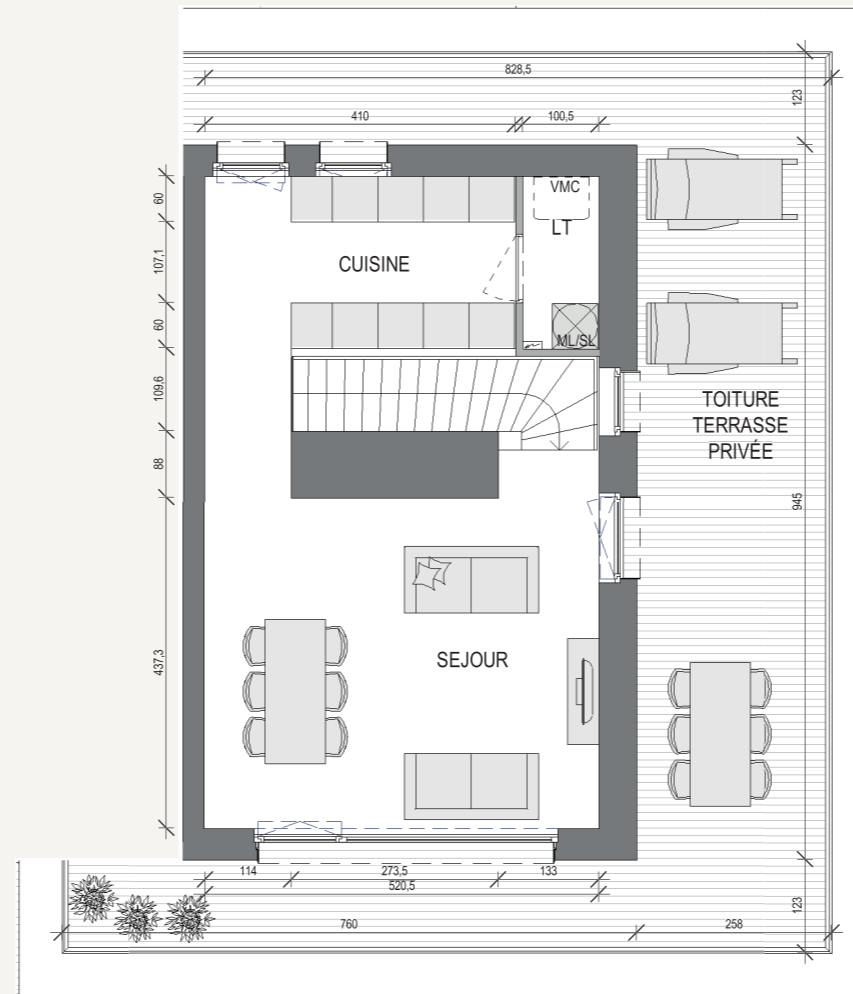 828,5
123
410
100,5
60
VMC
LT
107,1
CUISINE
60
ML/SL
109,6
TOITURE
TERRASSE
PRIVÉE
88
945
437,3
SEJOUR
114
273,5
133
520,5
123
760
258